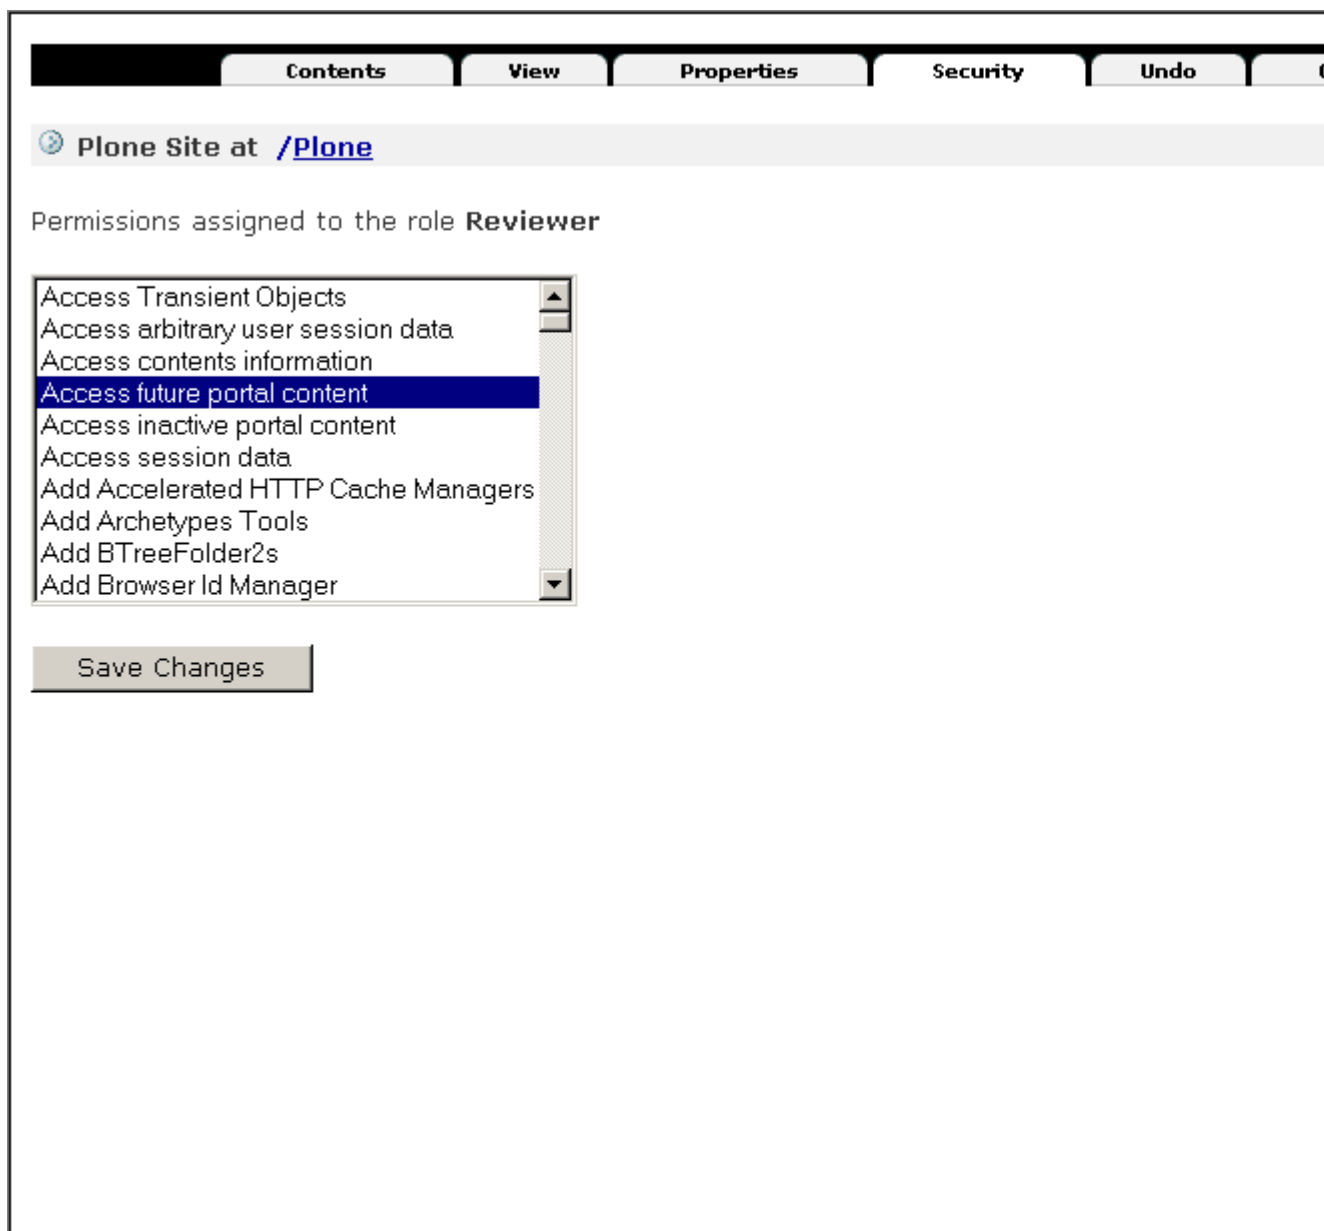 Contents View Properties Security Undo
Plone Site at /Plone
Permissions assigned to the role Reviewer
Access Transient Objects
Access arbitrary user session data
Access contents information
Access future portal content
Access inactive portal content
Access session data
Add Accelerated HTTP Cache Managers
Add Archetypes Tools
Add BTreeFolder2s
Add Browser Id Manager
Save Changes